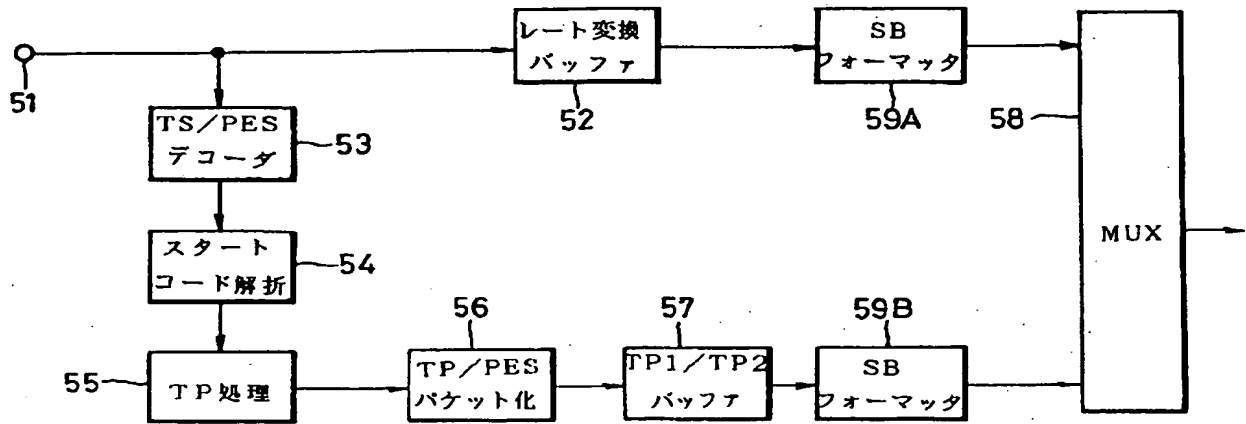 レート変換
バッファ
52
SB
フォーマッタ
59A
58
51
TS/PES
デコーダ
53
スタート
コード解折
54
MUX
55
TP処理
56
TP/PES
パケット化
57
TP1/TP2
バッファ
59B
SB
フォーマッタ